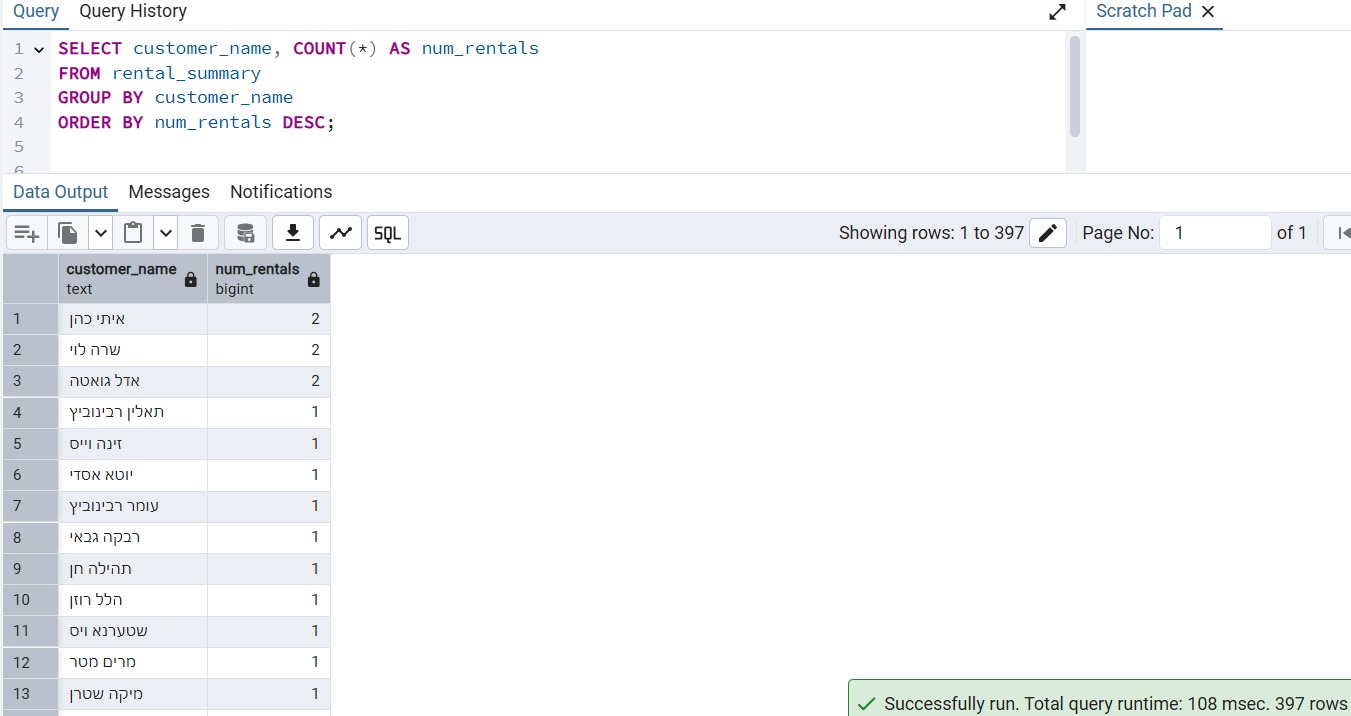 Query Query History Scratch Pad
1 SELECT customer_name, COUNT(*) AS num_rentals
2 FROM rental_summary
3 GROUP BY customer_name
4 ORDER BY num_rentals DESC;
5
6
Data Output Messages Notifications
SQL Showing rows: 1 to 397 Page No: 1 of 1
customer_name num_rentals
text bigint
1 איתי כהן 2
2 שרה לוי 2
3 אדל גואטה 2
4 תאלין רבינוביץ 1
5 זינה וייס 1
6 יוטא אסדי 1
7 עומר רבינוביץ 1
8 רבקה גבאי 1
9 תהילה חן 1
10 הלל רוזן 1
11 שטערנא ויס 1
12 מרים מטר 1
13 מיקה שטרן 1
Successfully run. Total query runtime: 108 msec. 397 rows